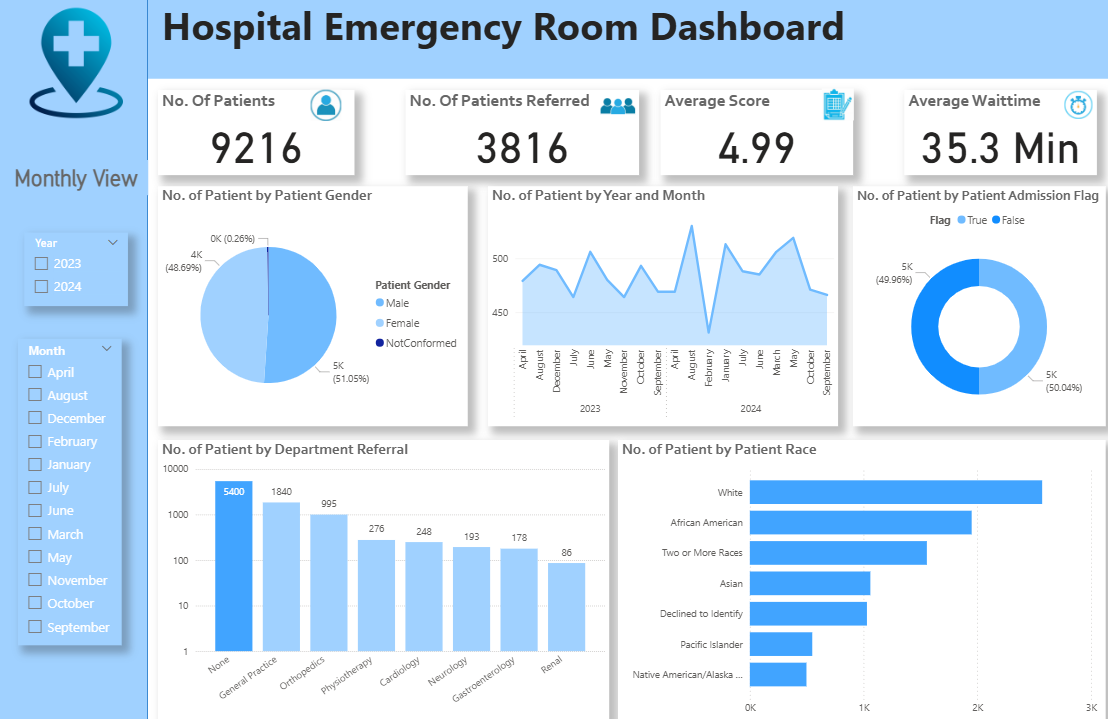 Hospital Emergency Room Dashboard
Monthly View
Year
2023
2024
Month
April
August
December
February
January
July
June
March
May
November
October
September
No. Of Patients
9216
No. Of Patients Referred
3816
Average Score
4.99
Average Waittime
35.3 Min
No. of Patient by Patient Gender
0K (0.26%)
4K
(48.69%)
5K
(51.05%)
Patient Gender
Male
Female
NotConformed
No. of Patient by Year and Month
500
450
April
August
December
July
June
May
November
October
September
April
August
February
January
July
June
March
May
October
September
2023
2024
No. of Patient by Patient Admission Flag
Flag True False
5K
(49.96%)
5K
(50.04%)
No. of Patient by Department Referral
10000
1000
100
10
1
5400
1840
995
276
248
193
178
86
None
General Practice
Orthopedics
Physiotherapy
Cardiology
Neurology
Gastroenterology
Renal
No. of Patient by Patient Race
White
African American
Two or More Races
Asian
Declined to Identify
Pacific Islander
Native American/Alaska ...
0K
1K
2K
3K